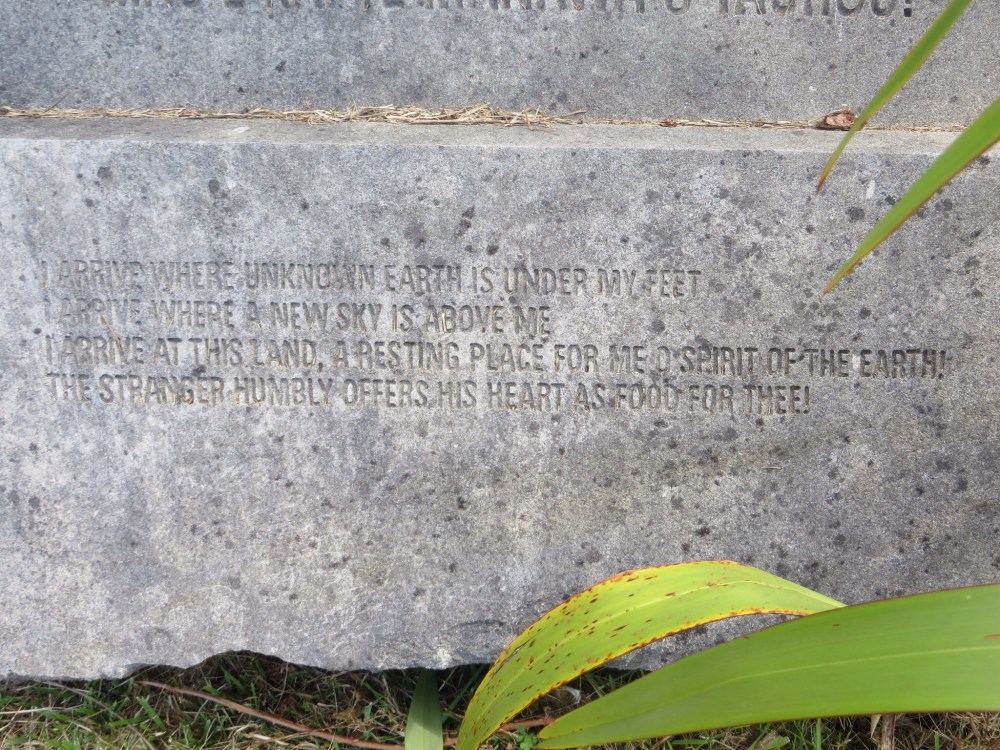 I ARRIVE WHERE UNKNOWN EARTH IS UNDER MY FEET
I ARRIVE WHERE A NEW SKY IS ABOVE ME
I ARRIVE AT THIS LAND, A RESTING PLACE FOR ME O SPIRIT OF THE EARTH!
THE STRANGER HUMBLY OFFERS HIS HEART AS FOOD FOR THEE!